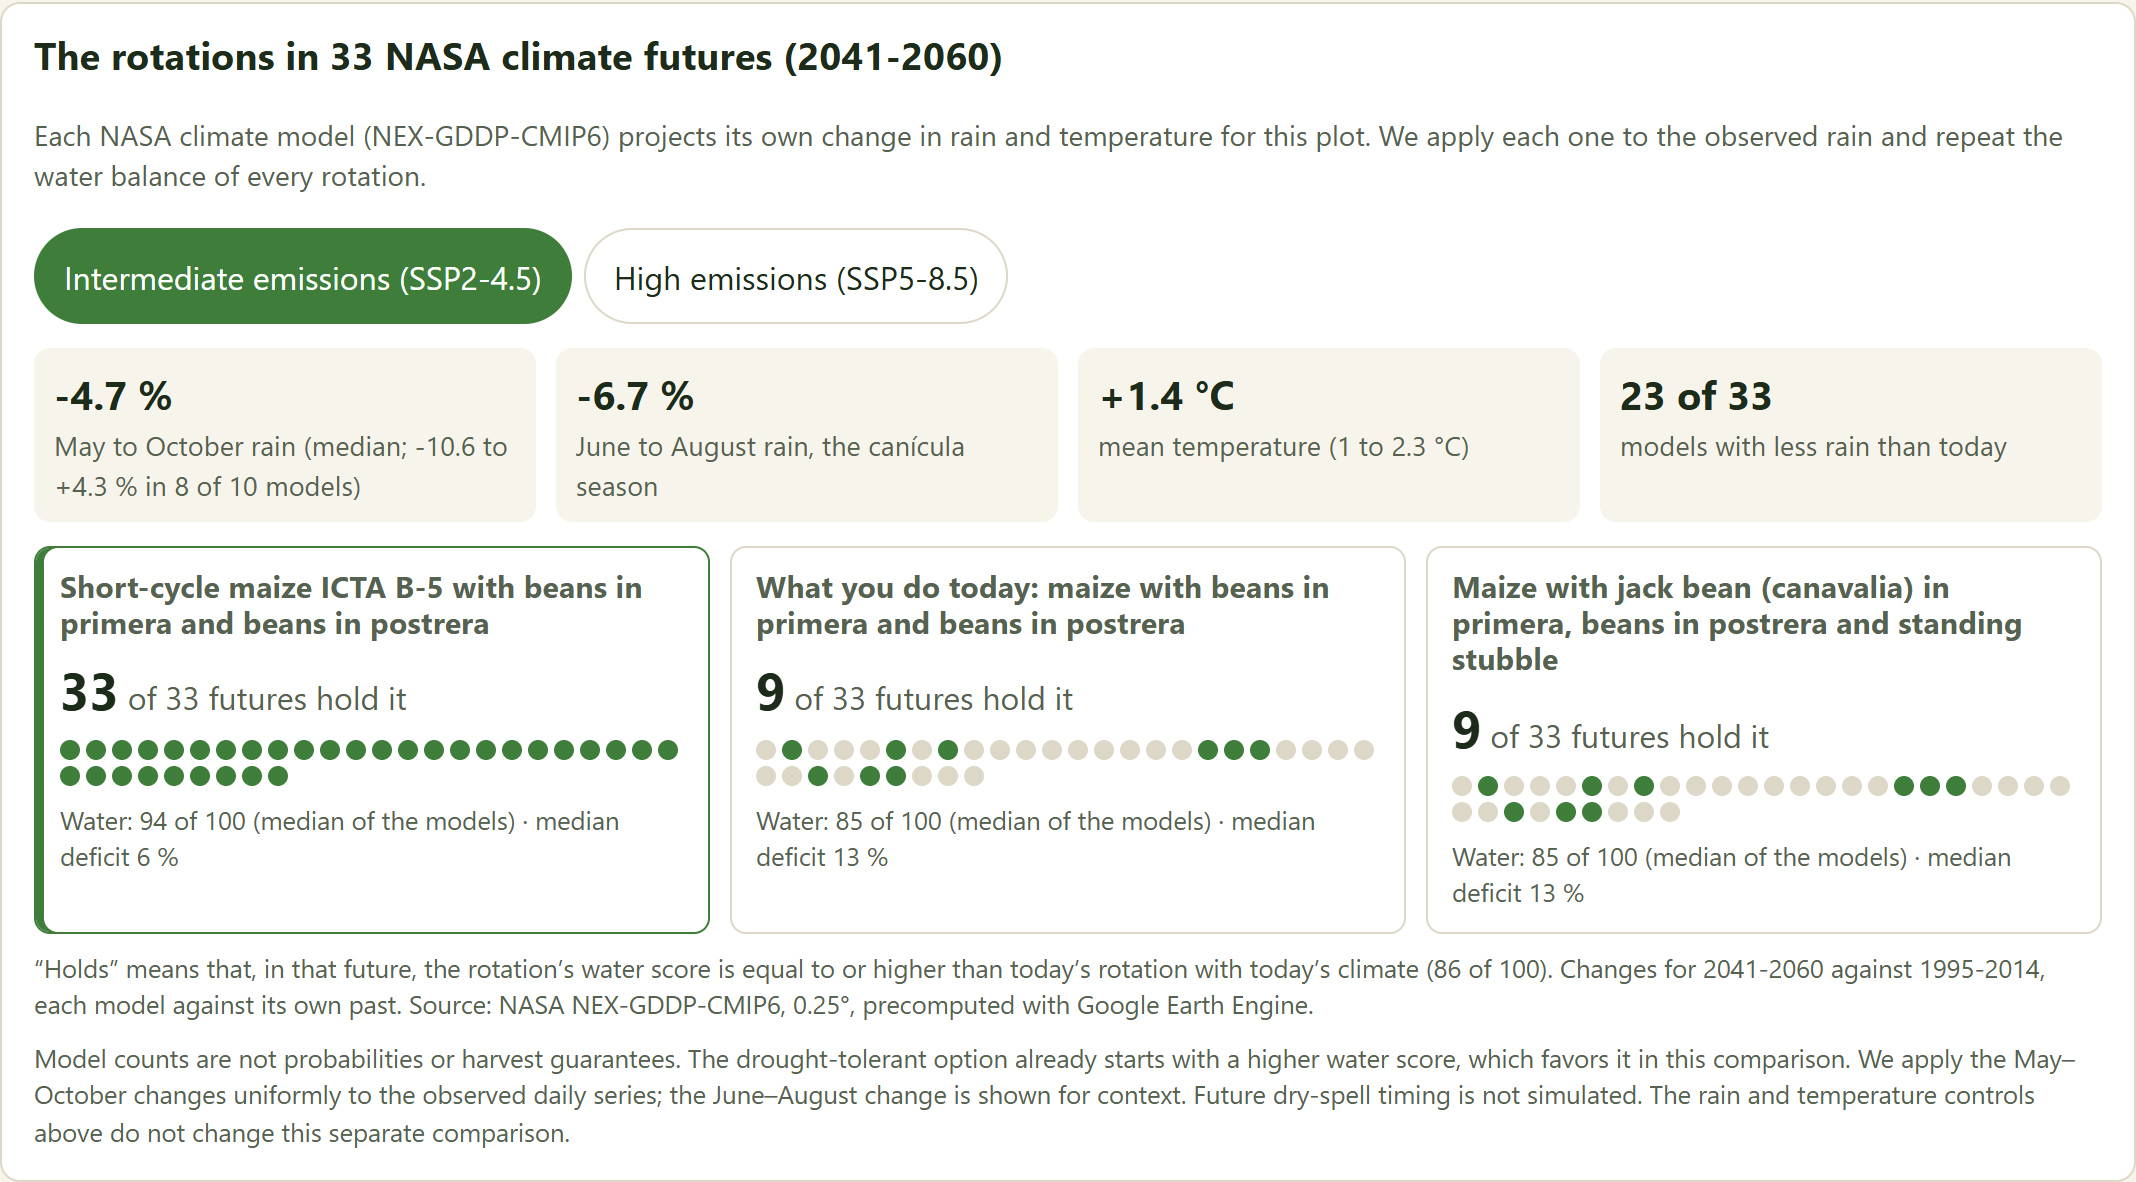 The rotations in 33 NASA climate futures (2041-2060)
Each NASA climate model (NEX-GDDP-CMIP6) projects its own change in rain and temperature for this plot. We apply each one to the observed rain and repeat the
water balance of every rotation.
Intermediate emissions (SSP2-4.5)
High emissions (SSP5-8.5)
-4.7 %
May to October rain (median; -10.6 to
+4.3 % in 8 of 10 models)
-6.7 %
June to August rain, the canícula
season
+1.4 °C
mean temperature (1 to 2.3 °C)
23 of 33
models with less rain than today
Short-cycle maize ICTA B-5 with beans in
primera and beans in postrera
33 of 33 futures hold it
Water: 94 of 100 (median of the models) · median
deficit 6 %
What you do today: maize with beans in
primera and beans in postrera
9 of 33 futures hold it
Water: 85 of 100 (median of the models) · median
deficit 13 %
Maize with jack bean (canavalia) in
primera, beans in postrera and standing
stubble
9 of 33 futures hold it
Water: 85 of 100 (median of the models) · median
deficit 13 %
“Holds” means that, in that future, the rotation’s water score is equal to or higher than today’s rotation with today’s climate (86 of 100). Changes for 2041-2060 against 1995-2014,
each model against its own past. Source: NASA NEX-GDDP-CMIP6, 0.25°, precomputed with Google Earth Engine.
Model counts are not probabilities or harvest guarantees. The drought-tolerant option already starts with a higher water score, which favors it in this comparison. We apply the May–
October changes uniformly to the observed daily series; the June–August change is shown for context. Future dry-spell timing is not simulated. The rain and temperature controls
above do not change this separate comparison.